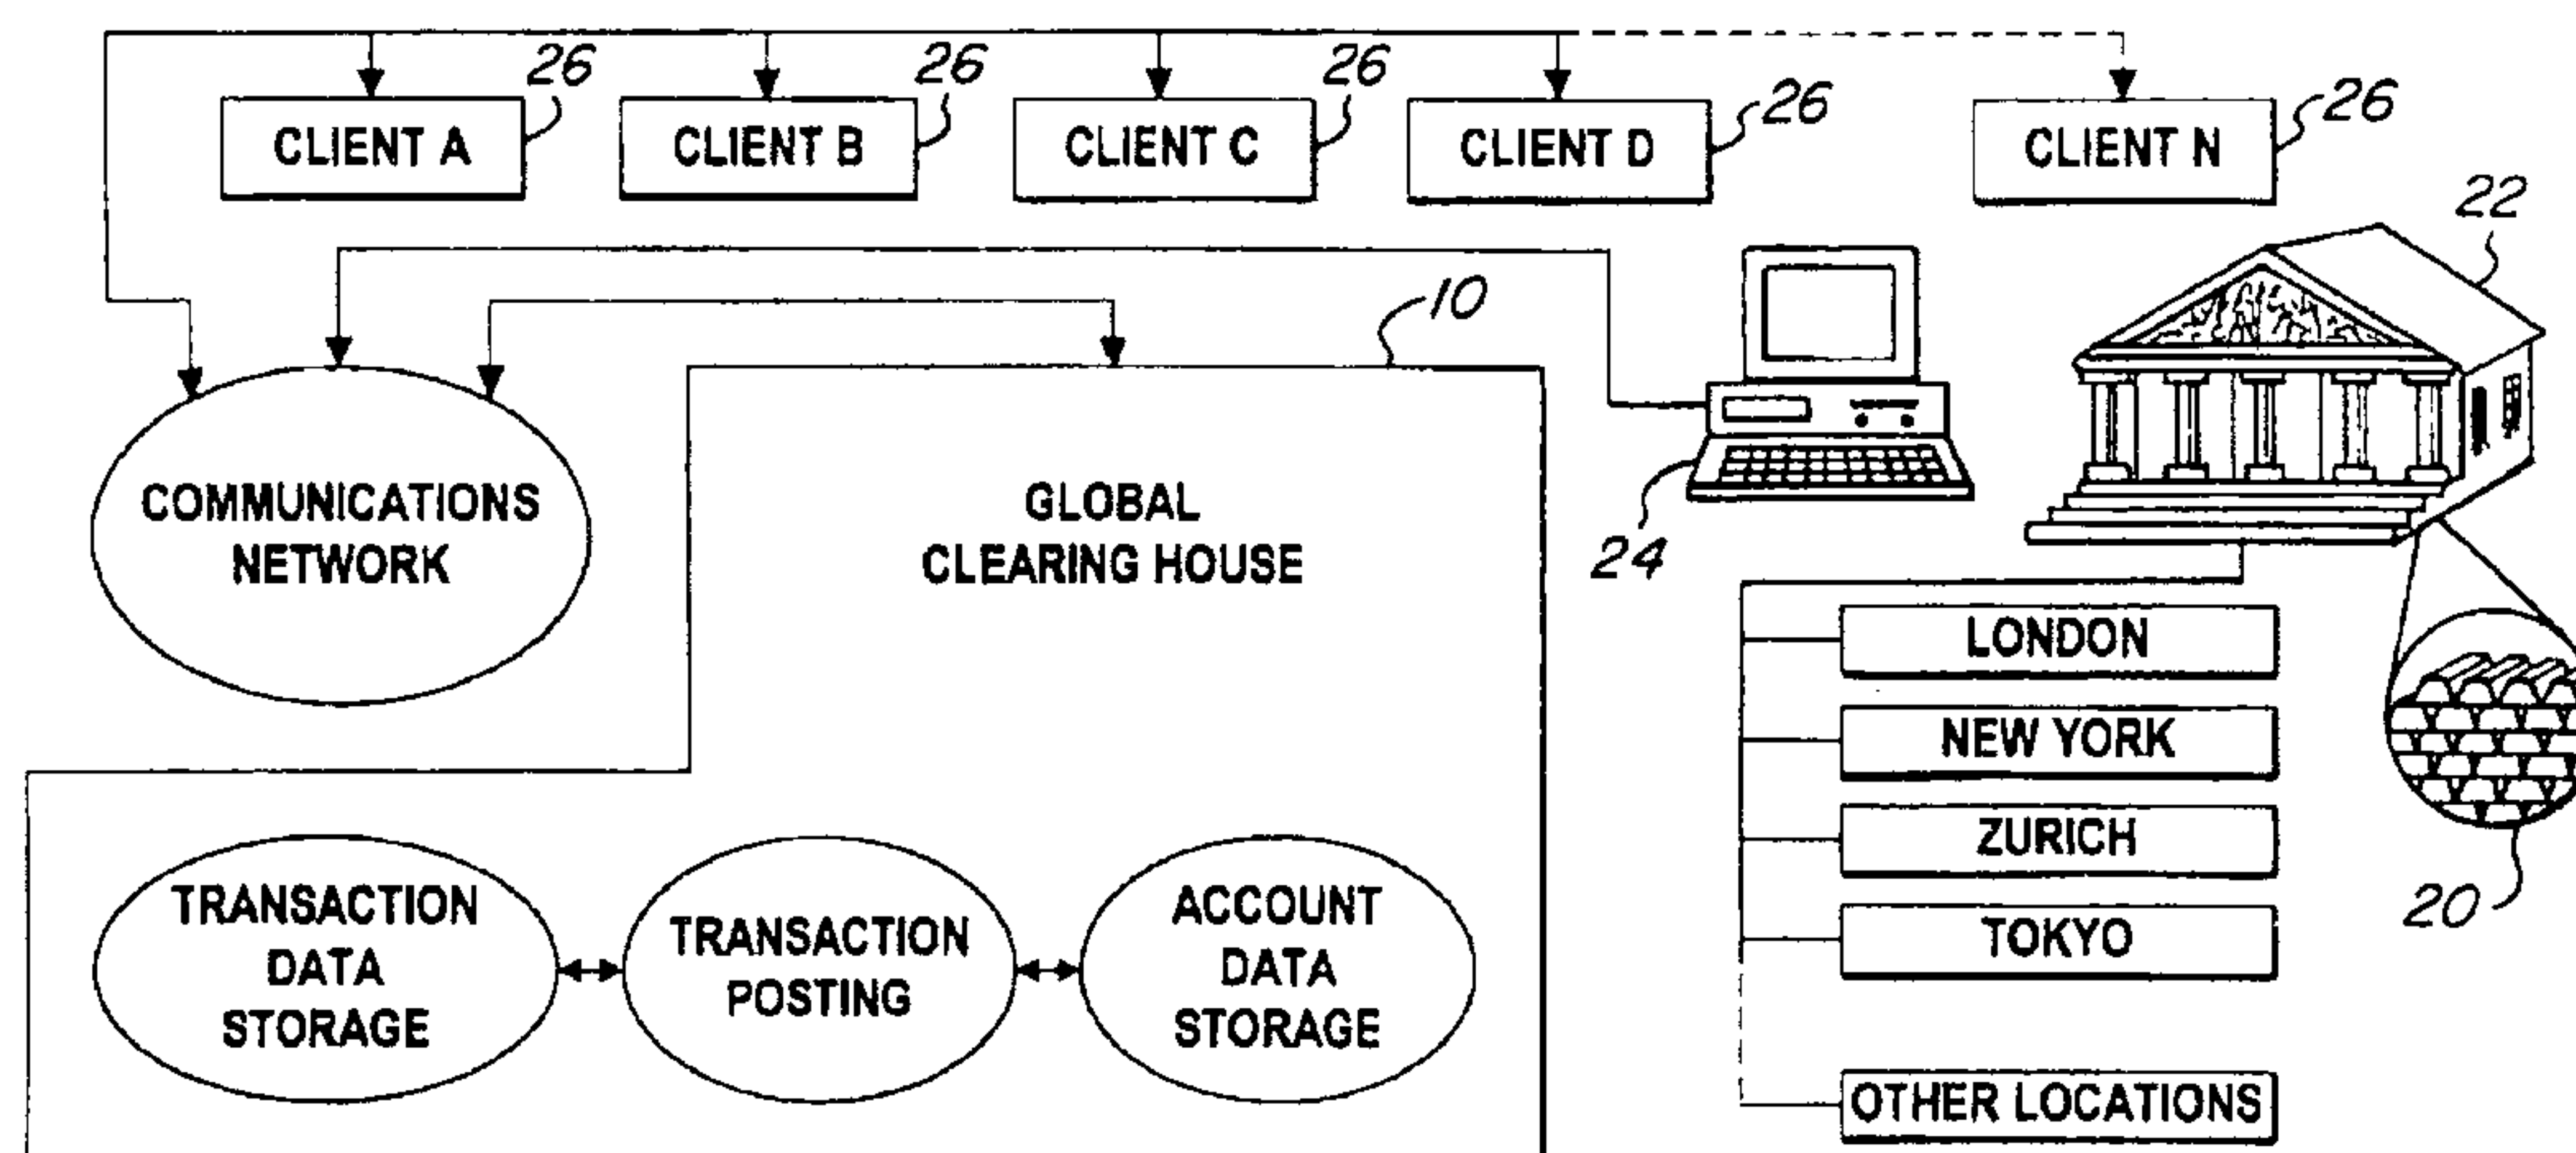 26
26
26
26
26
CLIENT A
CLIENT B
CLIENT C
CLIENT D
CLIENT N
22
10
COMMUNICATIONS
NETWORK
GLOBAL
CLEARING HOUSE
24
LONDON
NEW YORK
ZURICH
TOKYO
OTHER LOCATIONS
20
TRANSACTION
DATA
STORAGE
TRANSACTION
POSTING
ACCOUNT
DATA
STORAGE